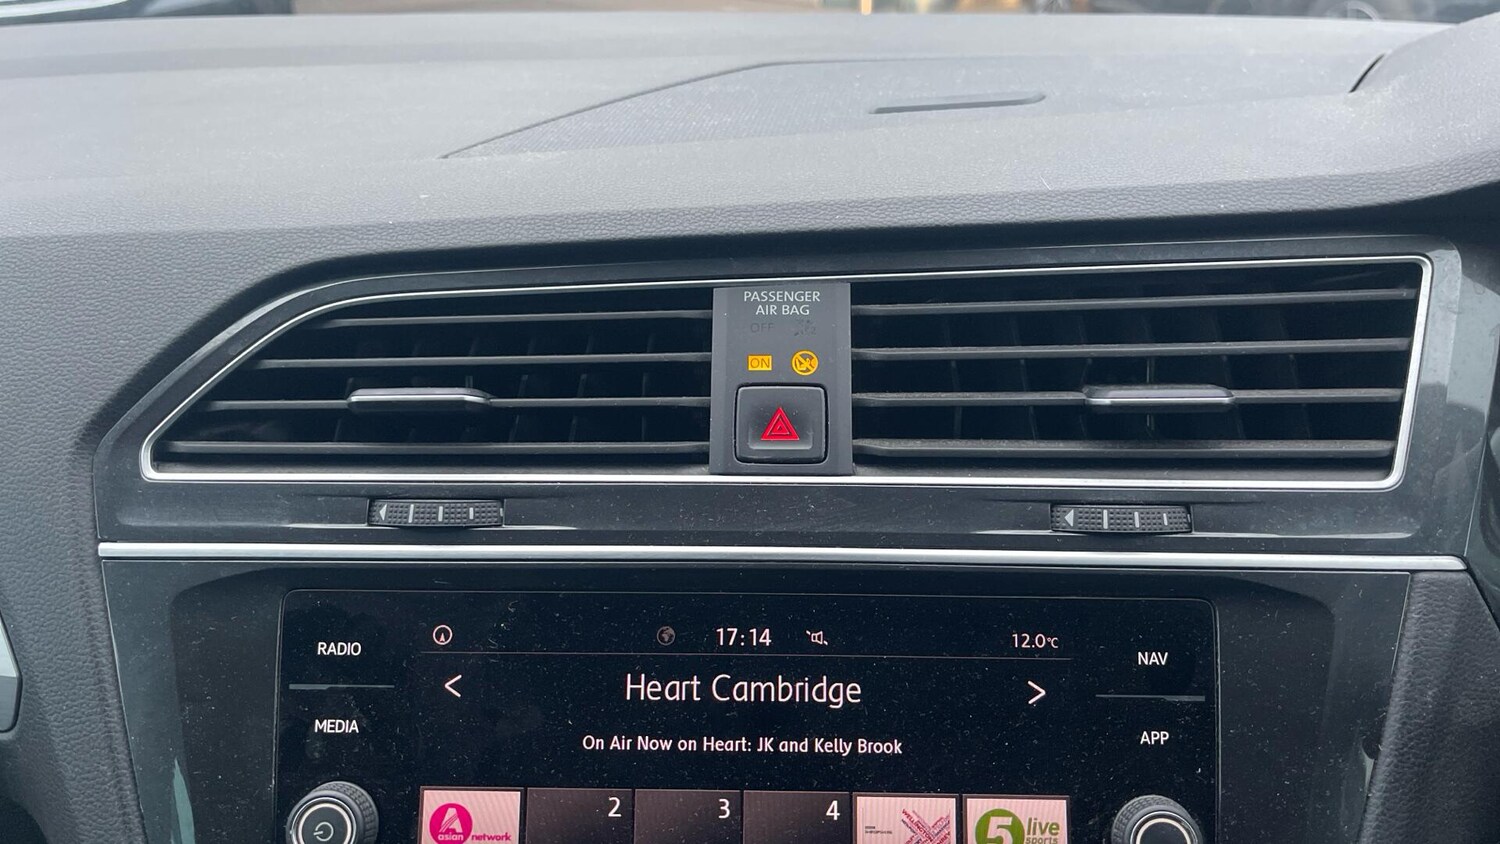 PASSENGER
AIR BAG
OFF
ON
RADIO
17:14
12.0°C
NAV
Heart Cambridge
MEDIA
APP
On Air Now on Heart: JK and Kelly Brook
asian network
2
3
4
5 live
sports